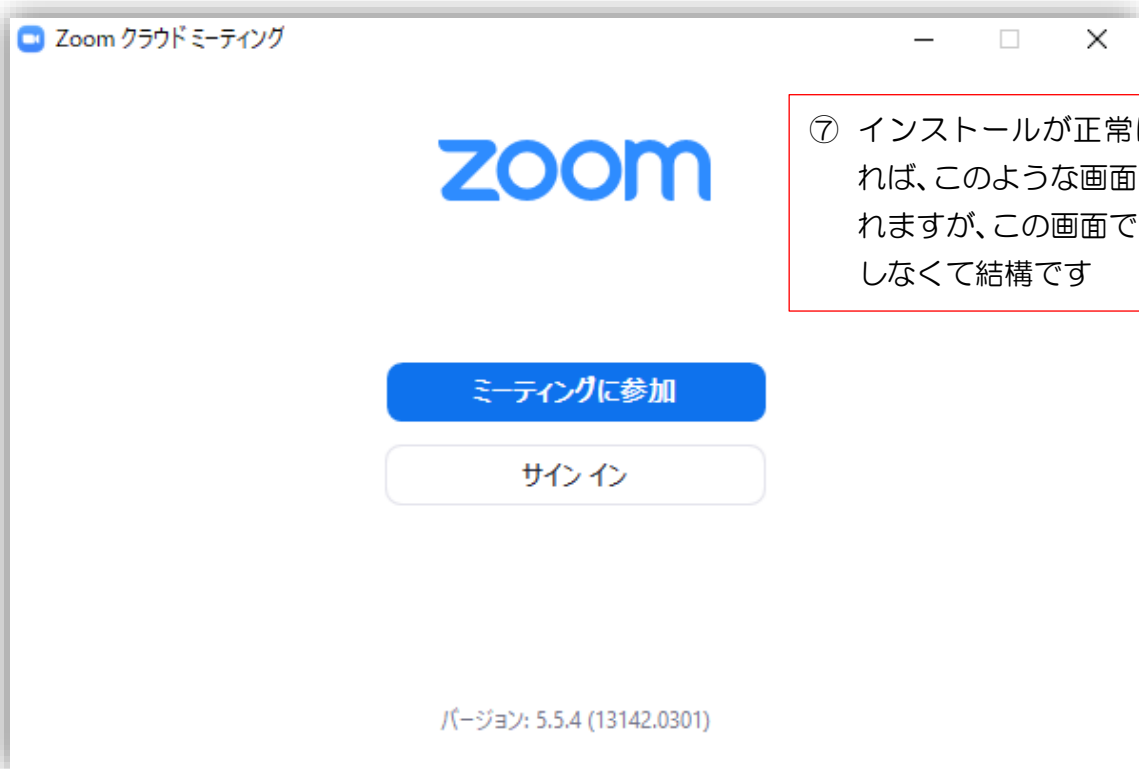 Zoom クラウド ミーティング
zoom
⑦ インストールが正常
れば、このような画面
れますが、この画面で
しなくて結構です
ミーティングに参加
サイン イン
バージョン: 5.5.4 (13142.0301)